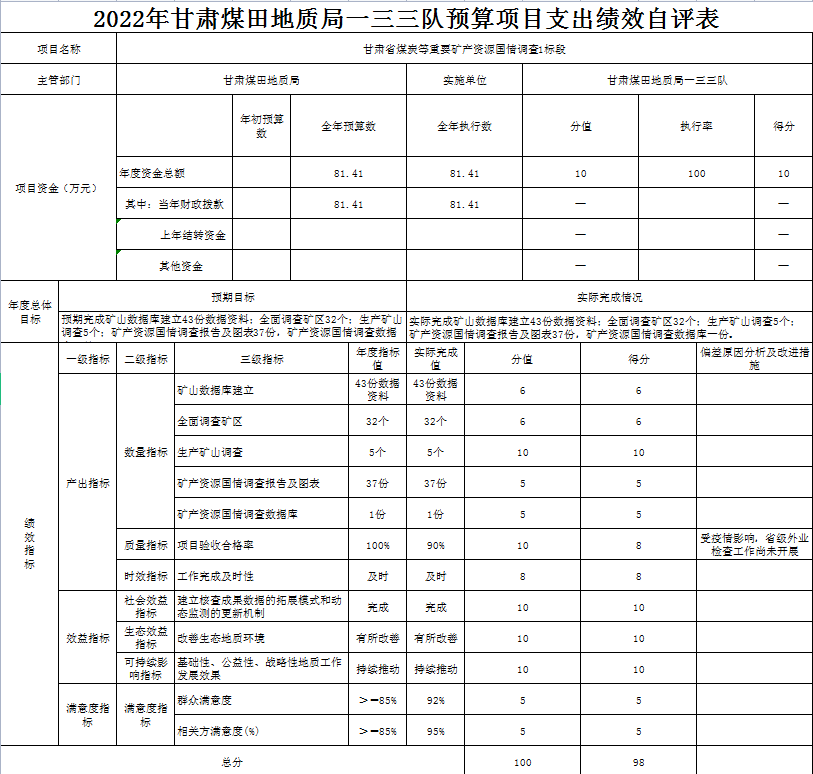 2022年甘肃煤田地质局一三三队预算项目支出绩效自评表
项目名称 甘肃省煤炭等重要矿产资源国情调查1标段
主管部门 甘肃煤田地质局 实施单位 甘肃煤田地质局一三三队
项目资金（万元） 年初预算数 全年预算数 全年执行数 分值 执行率 得分
年度资金总额 81.41 81.41 10 100 10
其中：当年财政拨款 81.41 81.41 — —
上年结转资金 — —
其他资金 — —
年度总体目标 预期目标 实际完成情况
预期完成矿山数据库建立43份数据资料；全面调查矿区32个；生产矿山
调查5个；矿产资源国情调查报告及图表37份，矿产资源国情调查数据
实际完成矿山数据库建立43份数据资料；全面调查矿区32个；生产矿山调查5个；
矿产资源国情调查报告及图表37份，矿产资源国情调查数据库一份。
绩效指标 一级指标 二级指标 三级指标 年度指标值 实际完成值 分值 得分 偏差原因分析及改进措施
产出指标 数量指标 矿山数据库建立 43份数据资料 43份数据资料 6 6
全面调查矿区 32个 32个 6 6
生产矿山调查 5个 5个 10 10
矿产资源国情调查报告及图表 37份 37份 5 5
矿产资源国情调查数据库 1份 1份 5 5
质量指标 项目验收合格率 100% 90% 10 8 受疫情影响，省级外业检查工作尚未开展
时效指标 工作完成及时性 及时 及时 8 8
效益指标 社会效益指标 建立核查成果数据的拓展模式和动态监测的更新机制 完成 完成 10 10
生态效益指标 改善生态地质环境 有所改善 有所改善 10 10
可持续影响指标 基础性、公益性、战略性地质工作发展效果 持续推动 持续推动 10 10
满意度指标 满意度指标 群众满意度 >=85% 92% 5 5
相关方满意度(%) >=85% 95% 5 5
总分 100 98